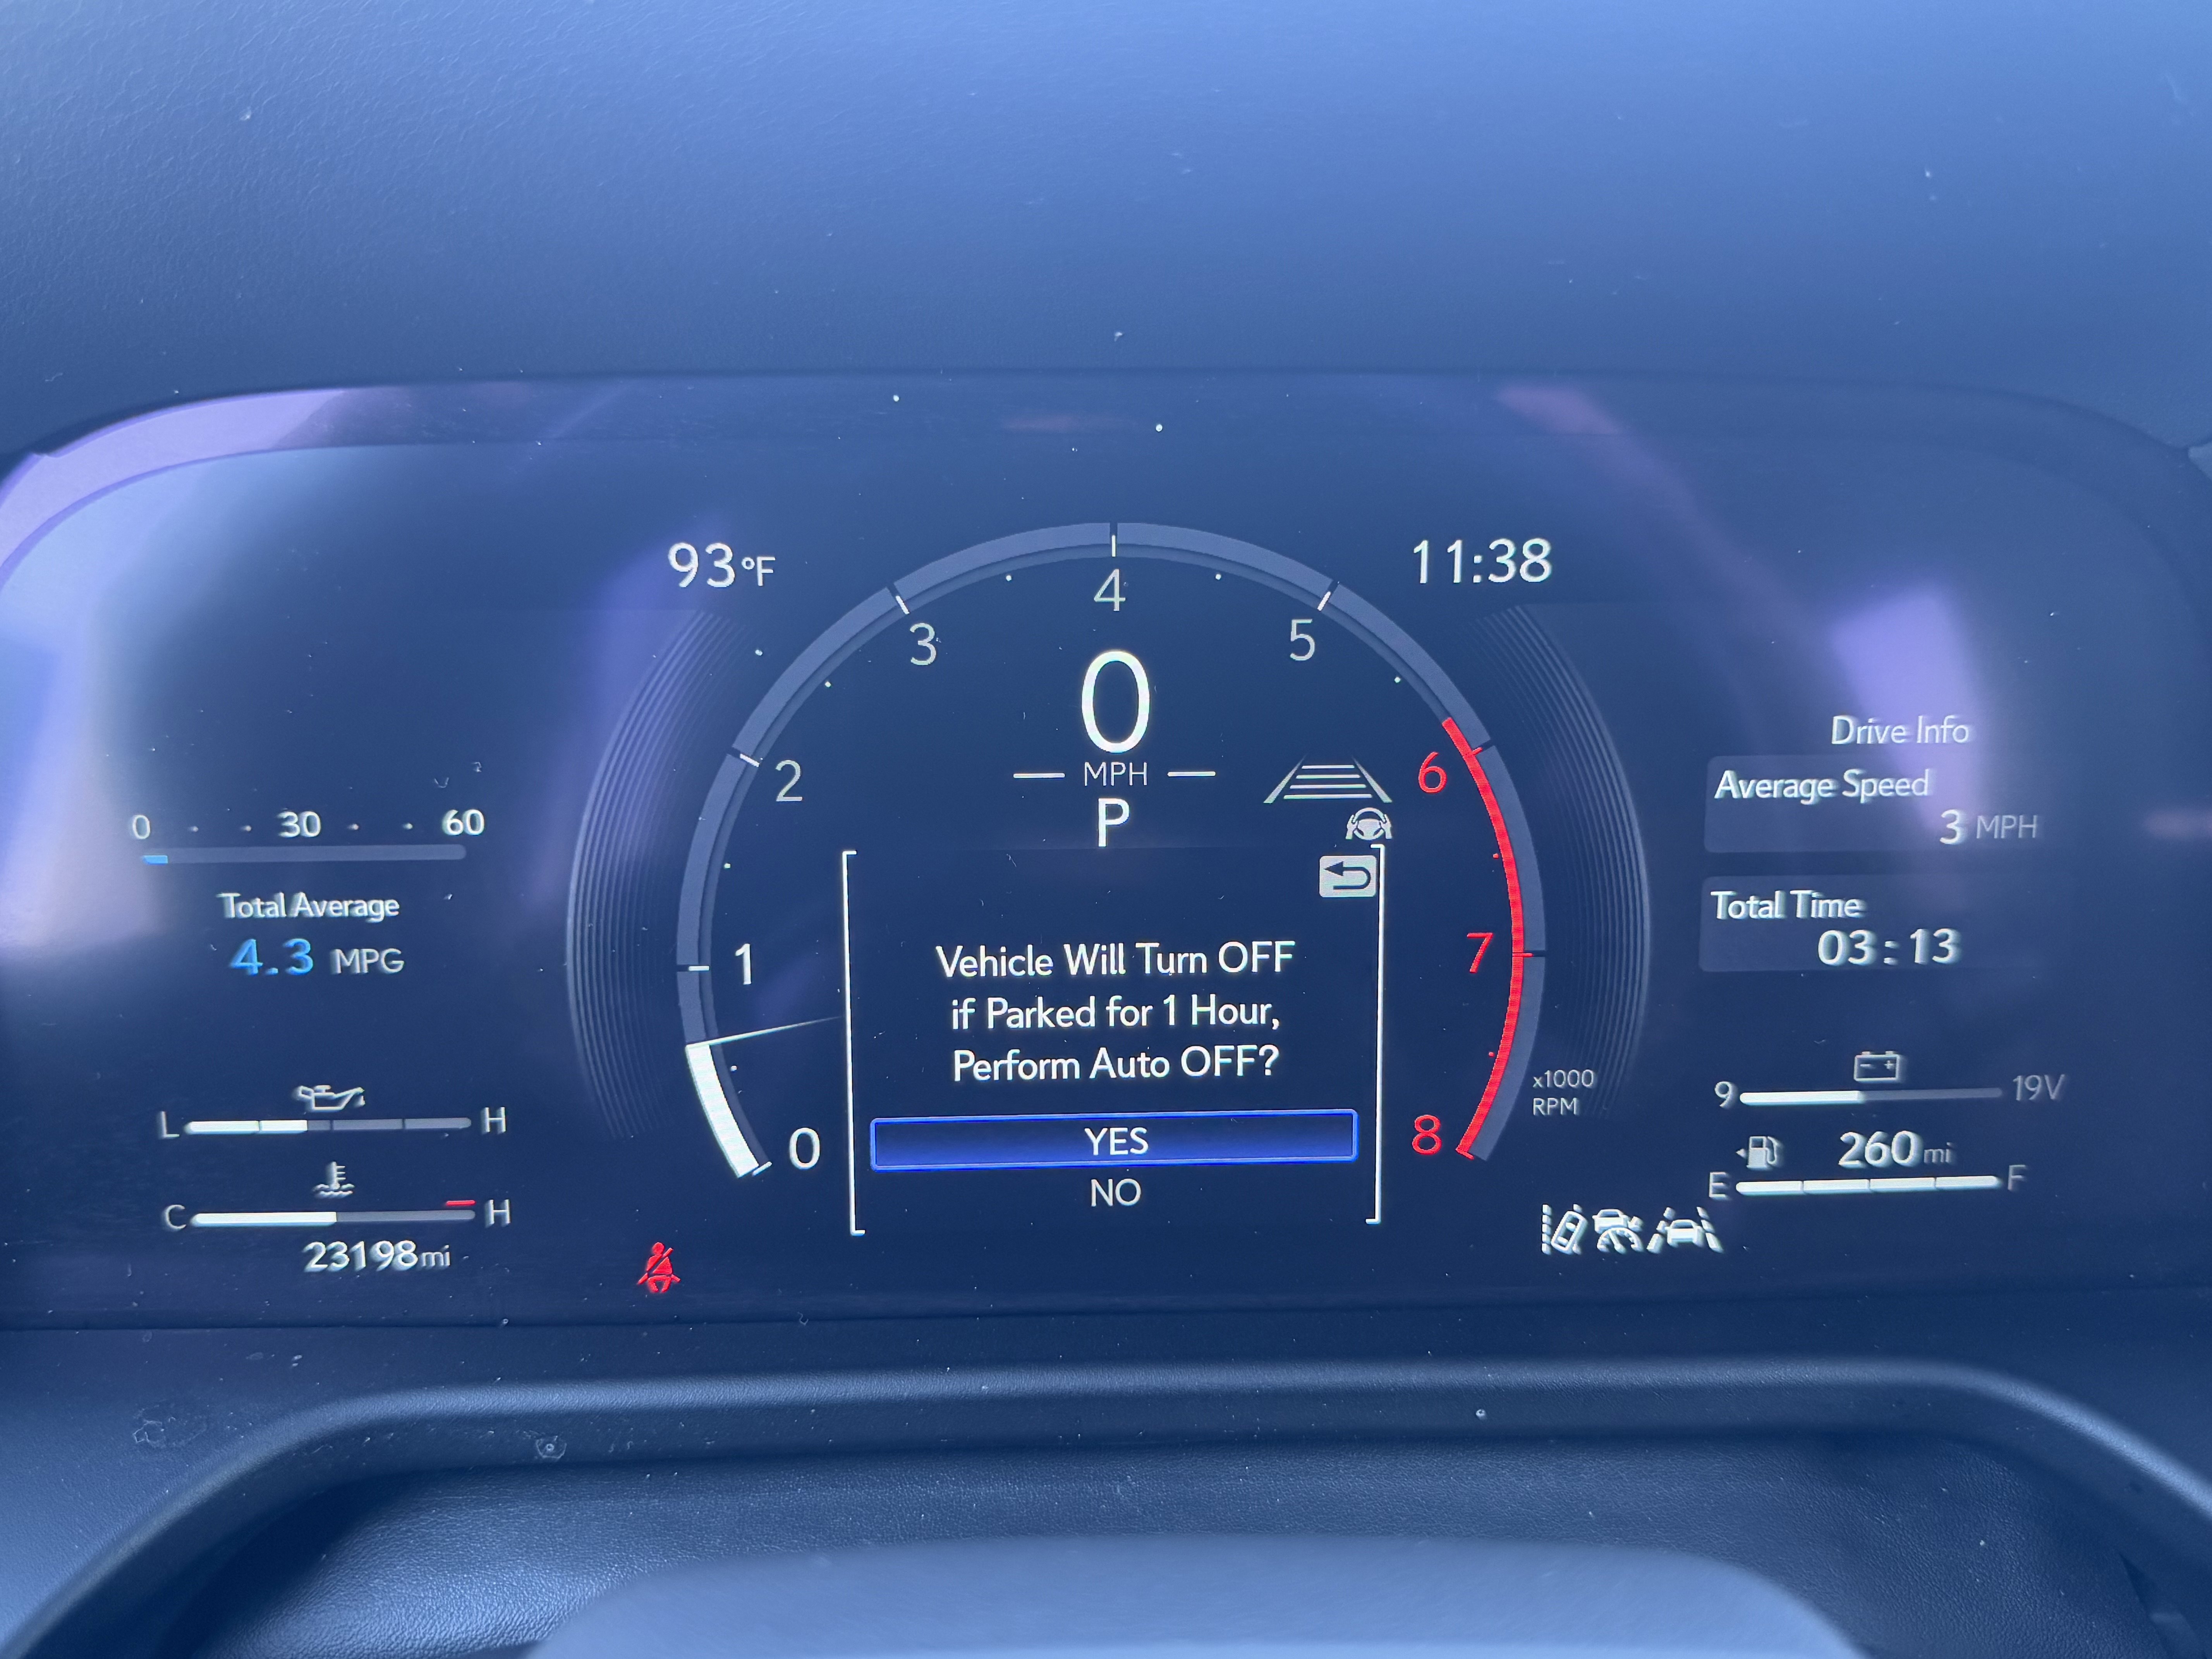 93°F
11:38
4
3
5
0
2
MPH
6
P
Drive Info
Average Speed
3 MPH
0 30 60
Total Average
4.3 MPG
Total Time
03:13
1
7
Vehicle Will Turn OFF
if Parked for 1 Hour,
Perform Auto OFF?
YES
NO
0
8
x1000
RPM
L H
C H
23198mi
9 19V
260mi
E F